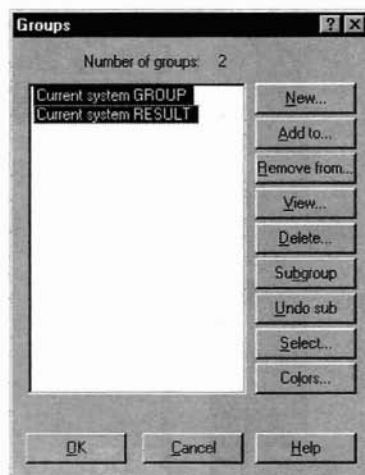 Groups
Number of groups: 2
Current system GROUP
Current system RESULT
New...
Add to...
Remove from...
View...
Delete...
Subgroup
Undo sub
Select...
Colors...
OK
Cancel
Help